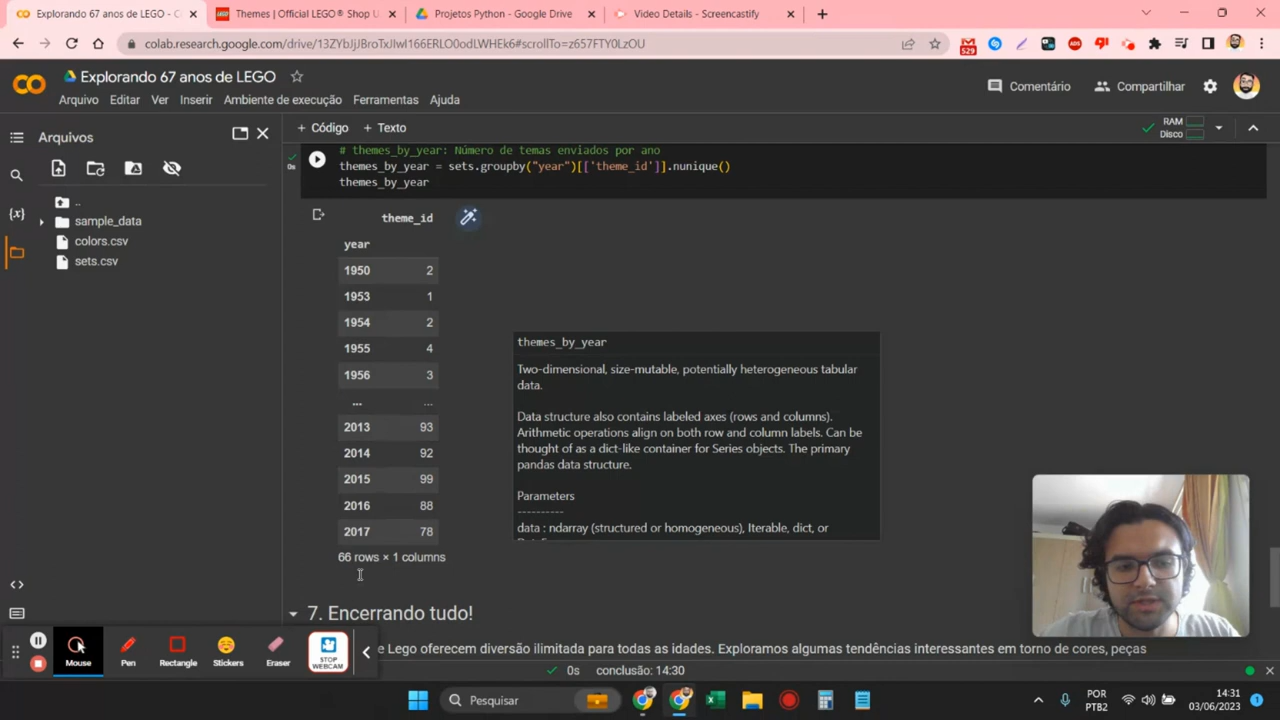 Explorando 67 anos de LEGO - C
Themes | Official LEGO® Shop U
Projetos Python - Google Drive
Video Details - Screencastify
colab.research.google.com/drive/13ZYbJjJBroTxJIwI166ERLO0odLWHEk6#scrollTo=z657FTY0LzOU
529
ABS
Explorando 67 anos de LEGO
Arquivo Editar Ver Inserir Ambiente de execução Ferramentas Ajuda
Comentário
Compartilhar
Arquivos
+ Código + Texto
RAM
Disco
..
sample_data
colors.csv
sets.csv
{x}
0s
# themes_by_year: Número de temas enviados por ano
themes_by_year = sets.groupby("year")[['theme_id']].nunique()
themes_by_year
theme_id
year
1950 2
1953 1
1954 2
1955 4
1956 3
... ...
2013 93
2014 92
2015 99
2016 88
2017 78
66 rows × 1 columns
themes_by_year
Two-dimensional, size-mutable, potentially heterogeneous tabular
data.
Data structure also contains labeled axes (rows and columns).
Arithmetic operations align on both row and column labels. Can be
thought of as a dict-like container for Series objects. The primary
pandas data structure.
Parameters
----------
data : ndarray (structured or homogeneous), Iterable, dict, or
7. Encerrando tudo!
e Lego oferecem diversão ilimitada para todas as idades. Exploramos algumas tendências interessantes em torno de cores, peças
Mouse
Pen
Rectangle
Stickers
Eraser
STOP
WEBCAM
0s conclusão: 14:30
Pesquisar
POR
PTB2
14:31
03/06/2023